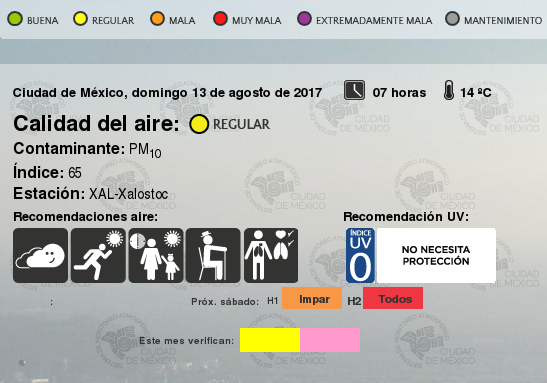 BUENA REGULAR MALA MUY MALA EXTREMADAMENTE MALA MANTENIMIENTO
Ciudad de México, domingo 13 de agosto de 2017 07 horas 14 ºC
Calidad del aire: REGULAR
Contaminante: PM10
Índice: 65
Estación: XAL-Xalostoc
Recomendaciones aire: Recomendación UV:
ÍNDICE
UV
0
NO NECESITA
PROTECCIÓN
: Próx. sábado: H1 Impar H2 Todos
Este mes verifican:
CIUDAD
DE MÉXICO